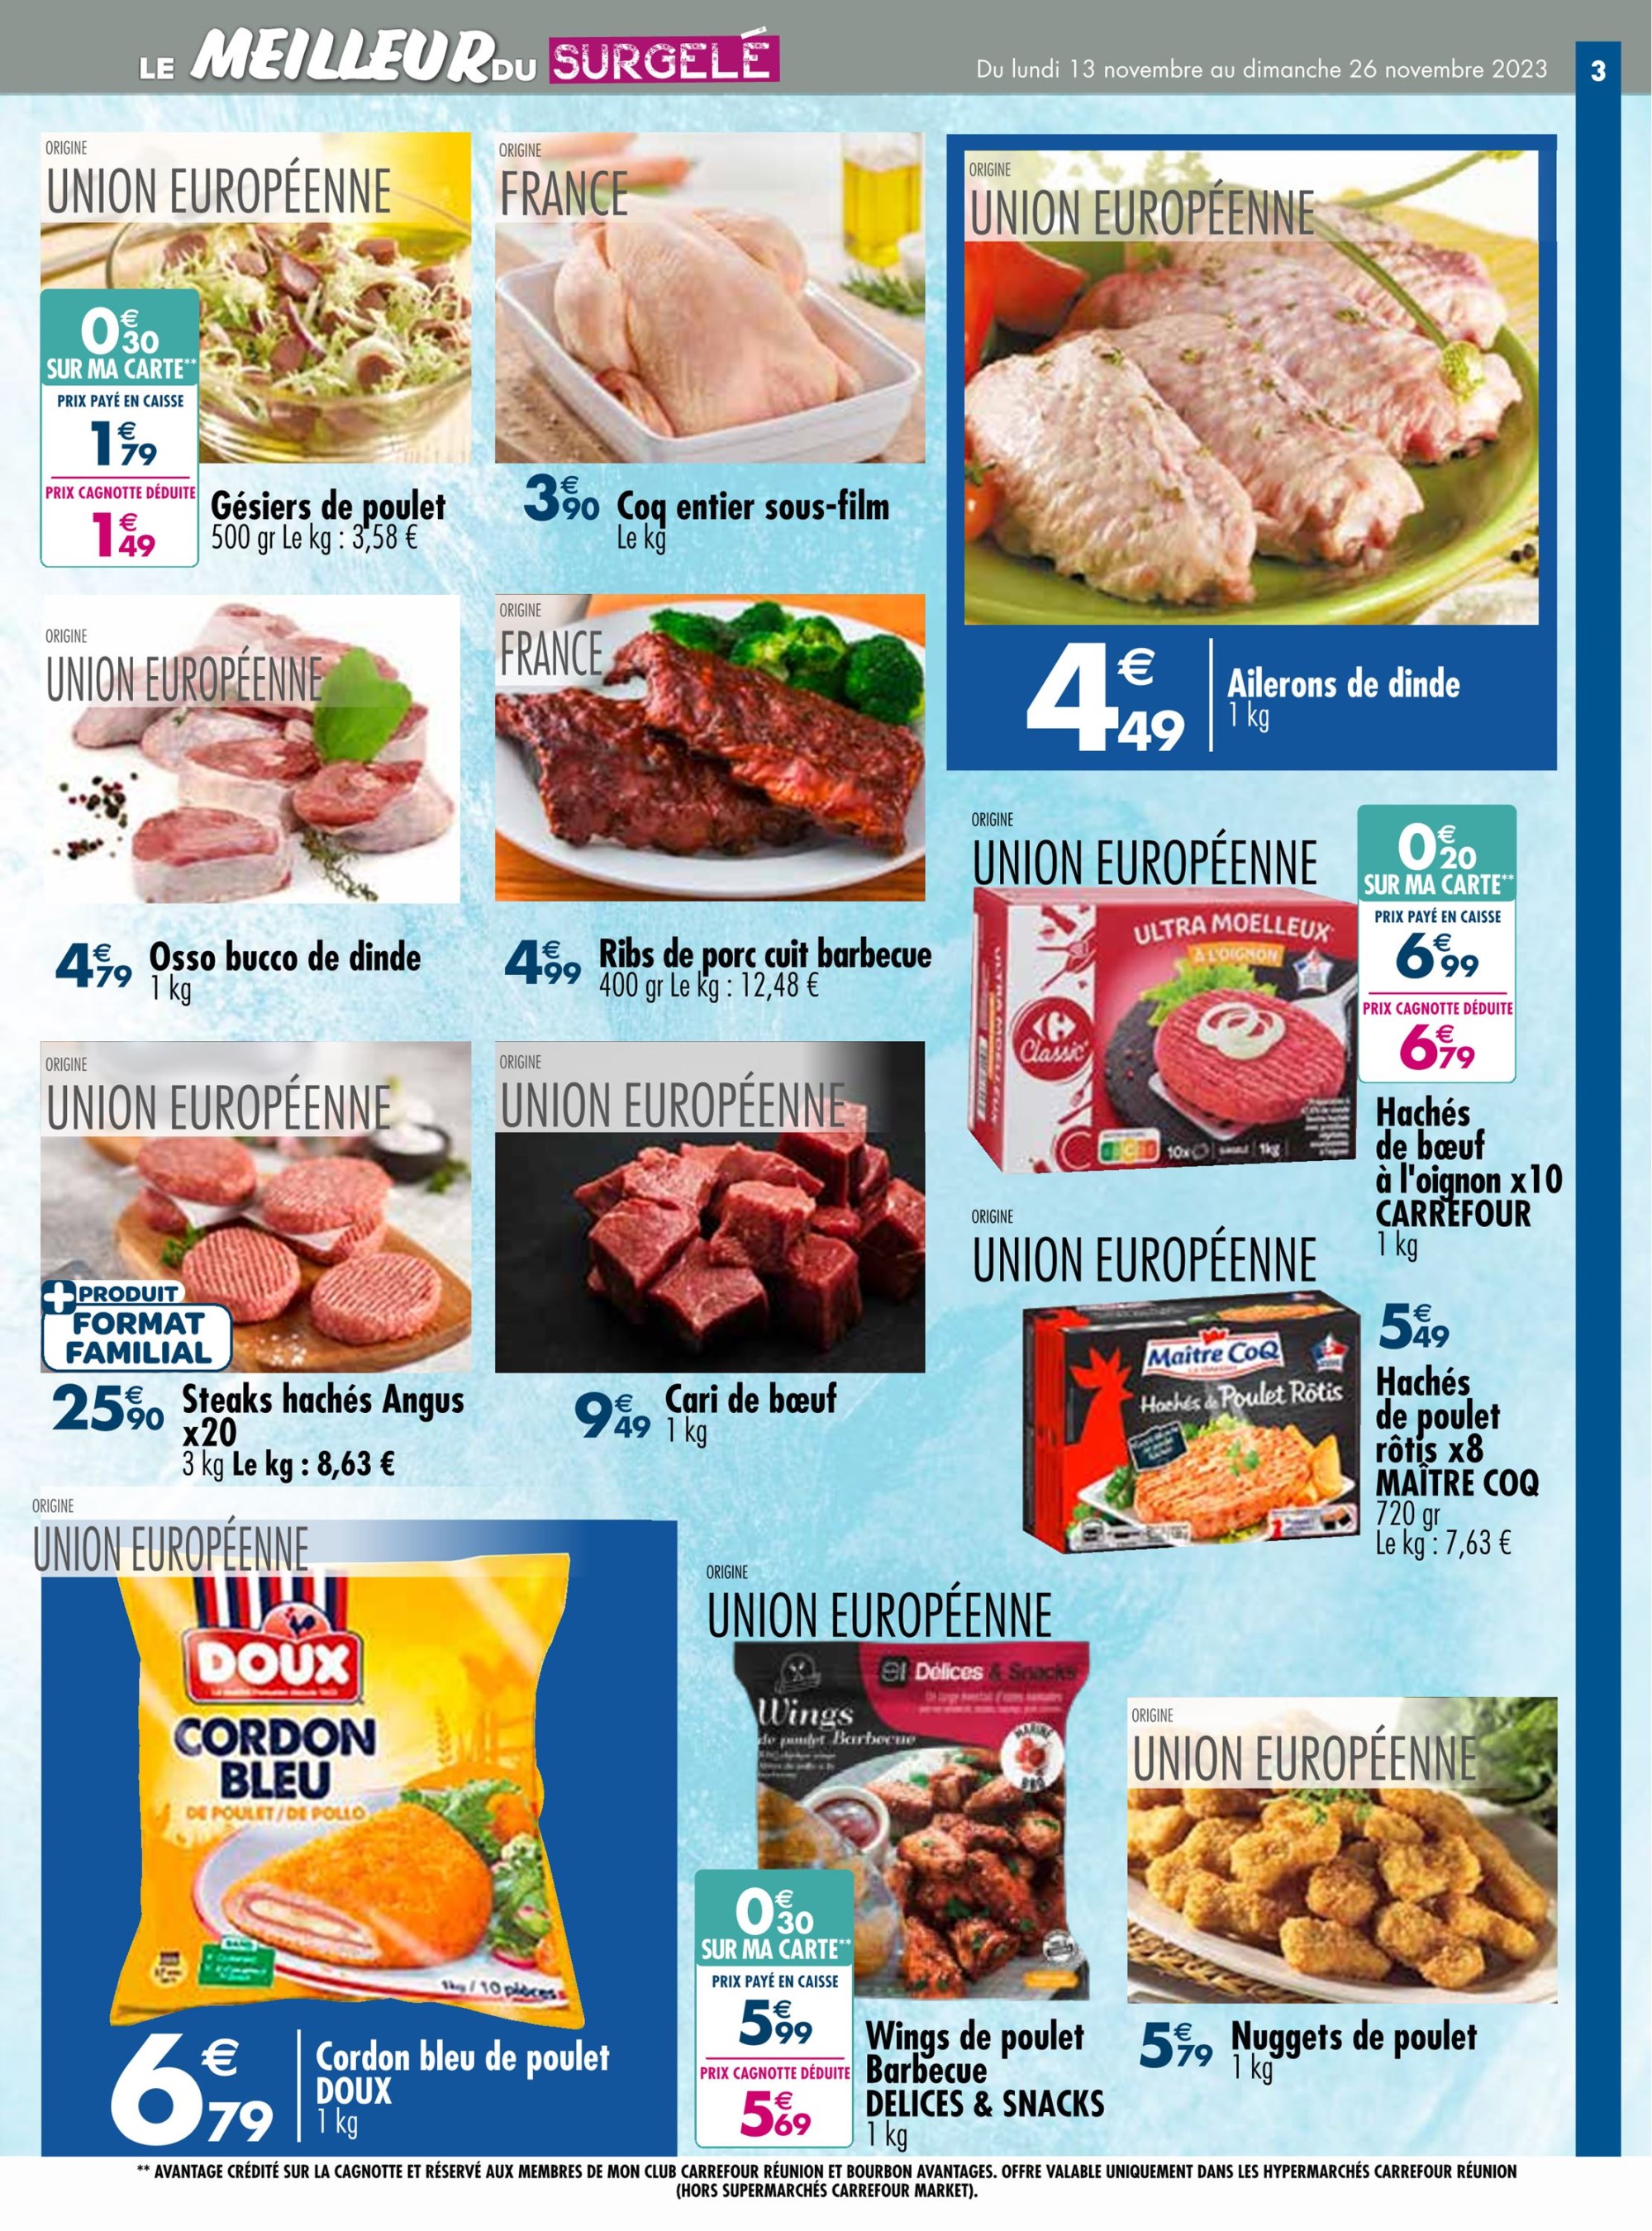 LE MEILLEUR DU SURGELÉ
Du lundi 13 novembre au dimanche 26 novembre 2023
3
ORIGINE
UNION EUROPÉENNE
0€30
SUR MA CARTE**
PRIX PAYÉ EN CAISSE
1€79
PRIX CAGNOTTE DÉDUITE
1€49
Gésiers de poulet
500 gr Le kg : 3,58 €
ORIGINE
FRANCE
3€90
Coq entier sous-film
Le kg
ORIGINE
UNION EUROPÉENNE
4€49
Ailerons de dinde
1 kg
ORIGINE
UNION EUROPÉENNE
4€79
Osso bucco de dinde
1 kg
ORIGINE
FRANCE
4€99
Ribs de porc cuit barbecue
400 gr Le kg : 12,48 €
ORIGINE
UNION EUROPÉENNE
ULTRA MOELLEUX
À L'OIGNON
Carrefour
Classic'
10x
1kg
0€20
SUR MA CARTE**
PRIX PAYÉ EN CAISSE
6€99
PRIX CAGNOTTE DÉDUITE
6€79
Hachés
de bœuf
à l'oignon x10
CARREFOUR
1 kg
ORIGINE
UNION EUROPÉENNE
+PRODUIT
FORMAT
FAMILIAL
25€90
Steaks hachés Angus
x20
3 kg Le kg : 8,63 €
ORIGINE
UNION EUROPÉENNE
9€49
Cari de bœuf
1 kg
ORIGINE
UNION EUROPÉENNE
Maître CoQ
Hachés de Poulet Rôtis
5€49
Hachés
de poulet
rôtis x8
MAÎTRE COQ
720 gr
Le kg : 7,63 €
ORIGINE
UNION EUROPÉENNE
DOUX
CORDON
BLEU
DE POULET / DE POLLO
1kg / 10 pièces
6€79
Cordon bleu de poulet
DOUX
1 kg
ORIGINE
UNION EUROPÉENNE
Délices & Snacks
Wings
de poulet Barbecue
MARINÉ
BBQ
0€30
SUR MA CARTE**
PRIX PAYÉ EN CAISSE
5€99
PRIX CAGNOTTE DÉDUITE
5€69
Wings de poulet
Barbecue
DELICES & SNACKS
1 kg
ORIGINE
UNION EUROPÉENNE
5€79
Nuggets de poulet
1 kg
** AVANTAGE CRÉDITÉ SUR LA CAGNOTTE ET RÉSERVÉ AUX MEMBRES DE MON CLUB CARREFOUR RÉUNION ET BOURBON AVANTAGES. OFFRE VALABLE UNIQUEMENT DANS LES HYPERMARCHÉS CARREFOUR RÉUNION
(HORS SUPERMARCHÉS CARREFOUR MARKET).